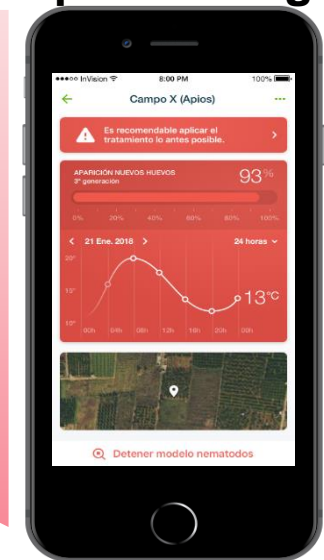 InVision 8:00 PM 100%
Campo X (Apios)
Es recomendable aplicar el
tratamiento lo antes posible.
APARICIÓN NUEVOS HUEVOS 93%
3ª generación
0% 20% 40% 60% 80% 100%
21 Ene. 2018 24 horas
20°
15°
13°C
10°
00h 04h 08h 12h 16h 20h 00h
Detener modelo nematodos